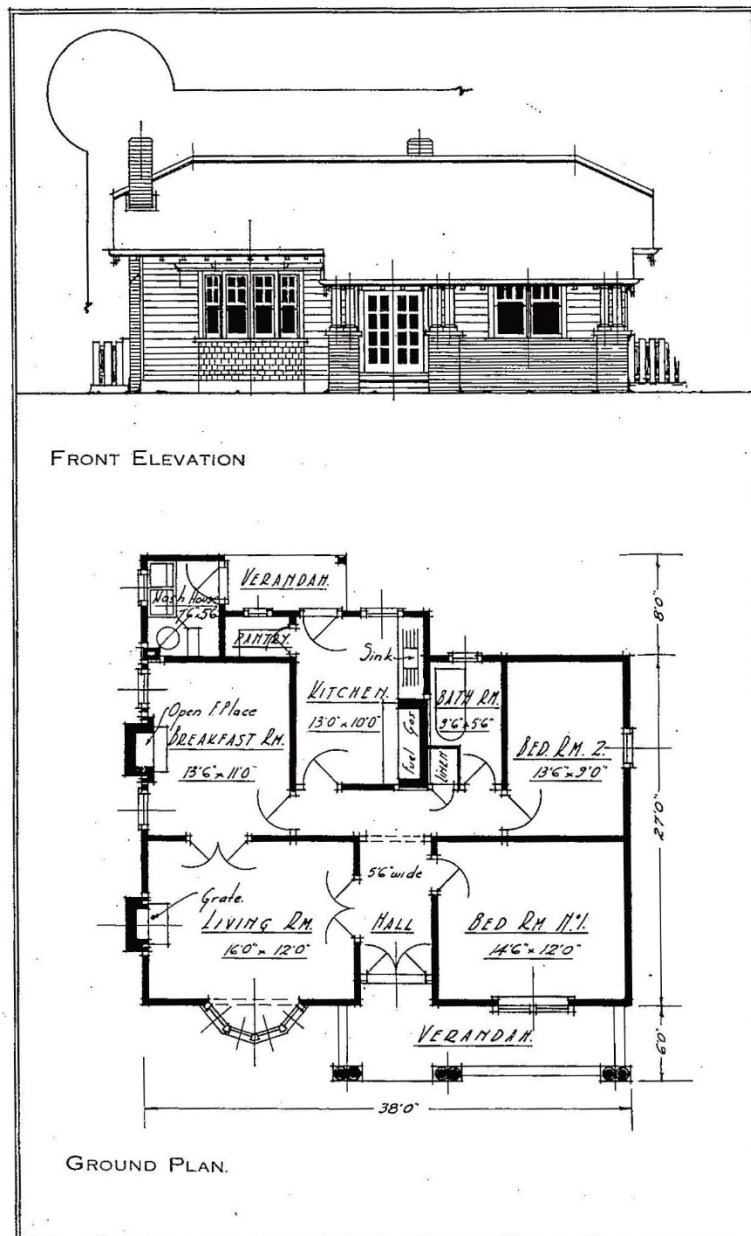 FRONT ELEVATION
VERANDAH.
Wash House
7'6 x 5'6
PANTRY.
Sink
8'0"
Open F.Place
KITCHEN.
13'0" x 10'0"
BATH RM.
9'6" x 5'6"
BREAKFAST RM.
13'6" x 11'0"
Fuel Gas
LINEN
BED. RM. 2.
13'6" x 9'0"
27'0"
5'6" wide
Grate.
LIVING RM.
16'0" x 12'0"
HALL
BED RM Nº1.
14'6" x 12'0"
VERANDAH.
6'0"
38'0"
GROUND PLAN.